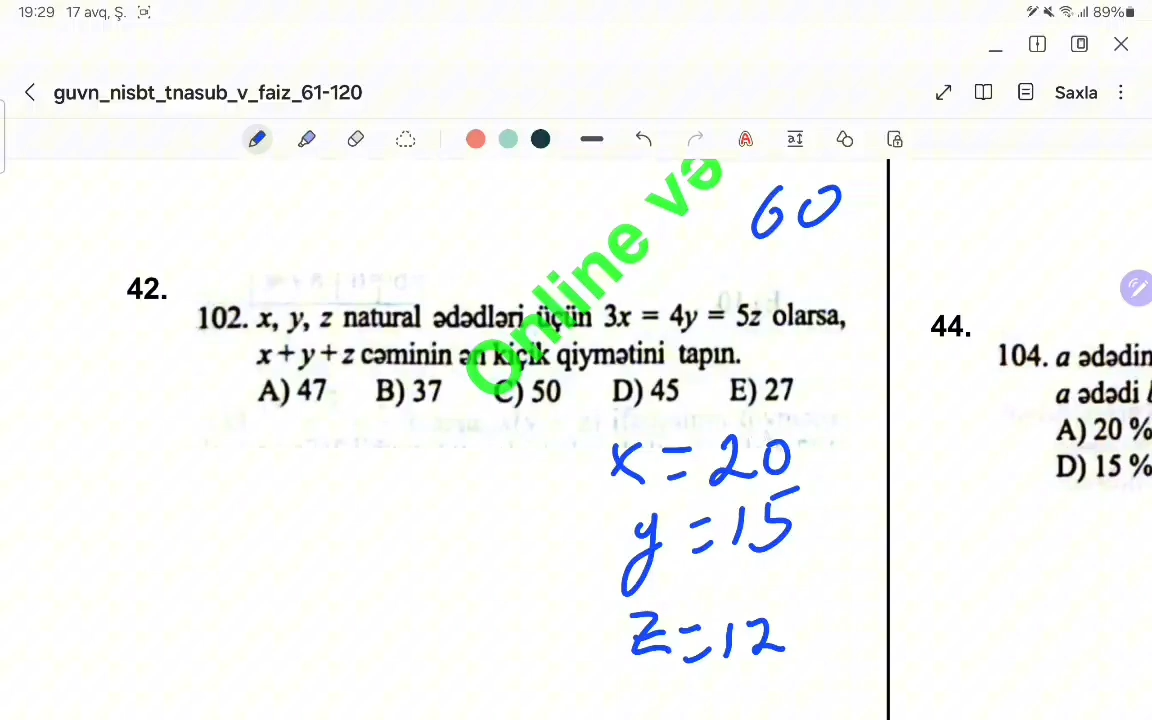 19:29 17 avq, Ş. 89%
guvn_nisbt_tnasub_v_faiz_61-120 Saxla
Online və
60
42.
102. x, y, z natural ədədləri üçün 3x = 4y = 5z olarsa,
x+y+z cəminin ən kiçik qiymətini tapın.
A) 47 B) 37 C) 50 D) 45 E) 27
x = 20
y = 15
z = 12
44.
104. a ədədin
a ədədi
A) 20 %
D) 15 %